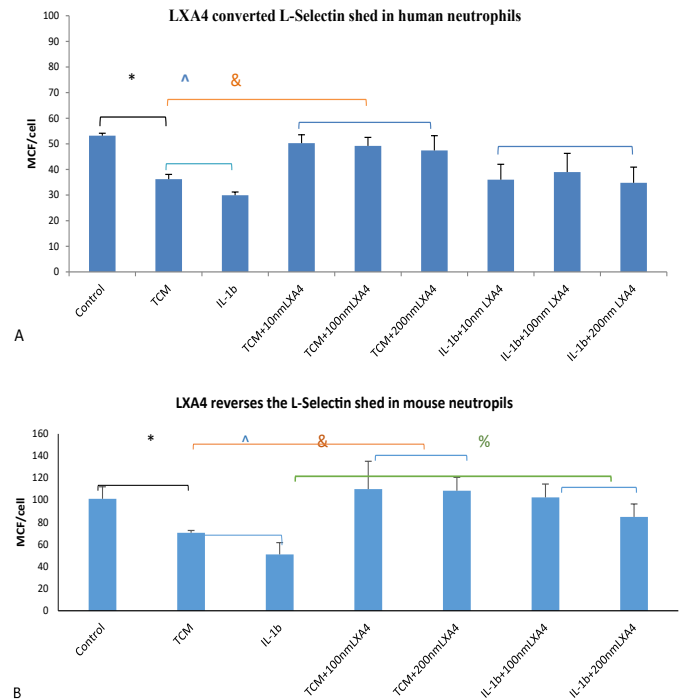 LXA4 converted L-Selectin shed in human neutrophils
100
90
80
70
60
50
40
30
20
10
0
MCF/cell
* ^ &
Control
TCM
IL-1b
TCM+10nmLXA4
TCM+100nmLXA4
TCM+200nmLXA4
IL-1b+10nm LXA4
IL-1b+100nm LXA4
IL-1b+200nm LXA4
A
LXA4 reverses the L-Selectin shed in mouse neutropils
160
140
120
100
80
60
40
20
0
MCF/cell
* ^ & %
Control
TCM
IL-1b
TCM+100nmLXA4
TCM+200nmLXA4
IL-1b+100nmLXA4
IL-1b+200nmLXA4
B